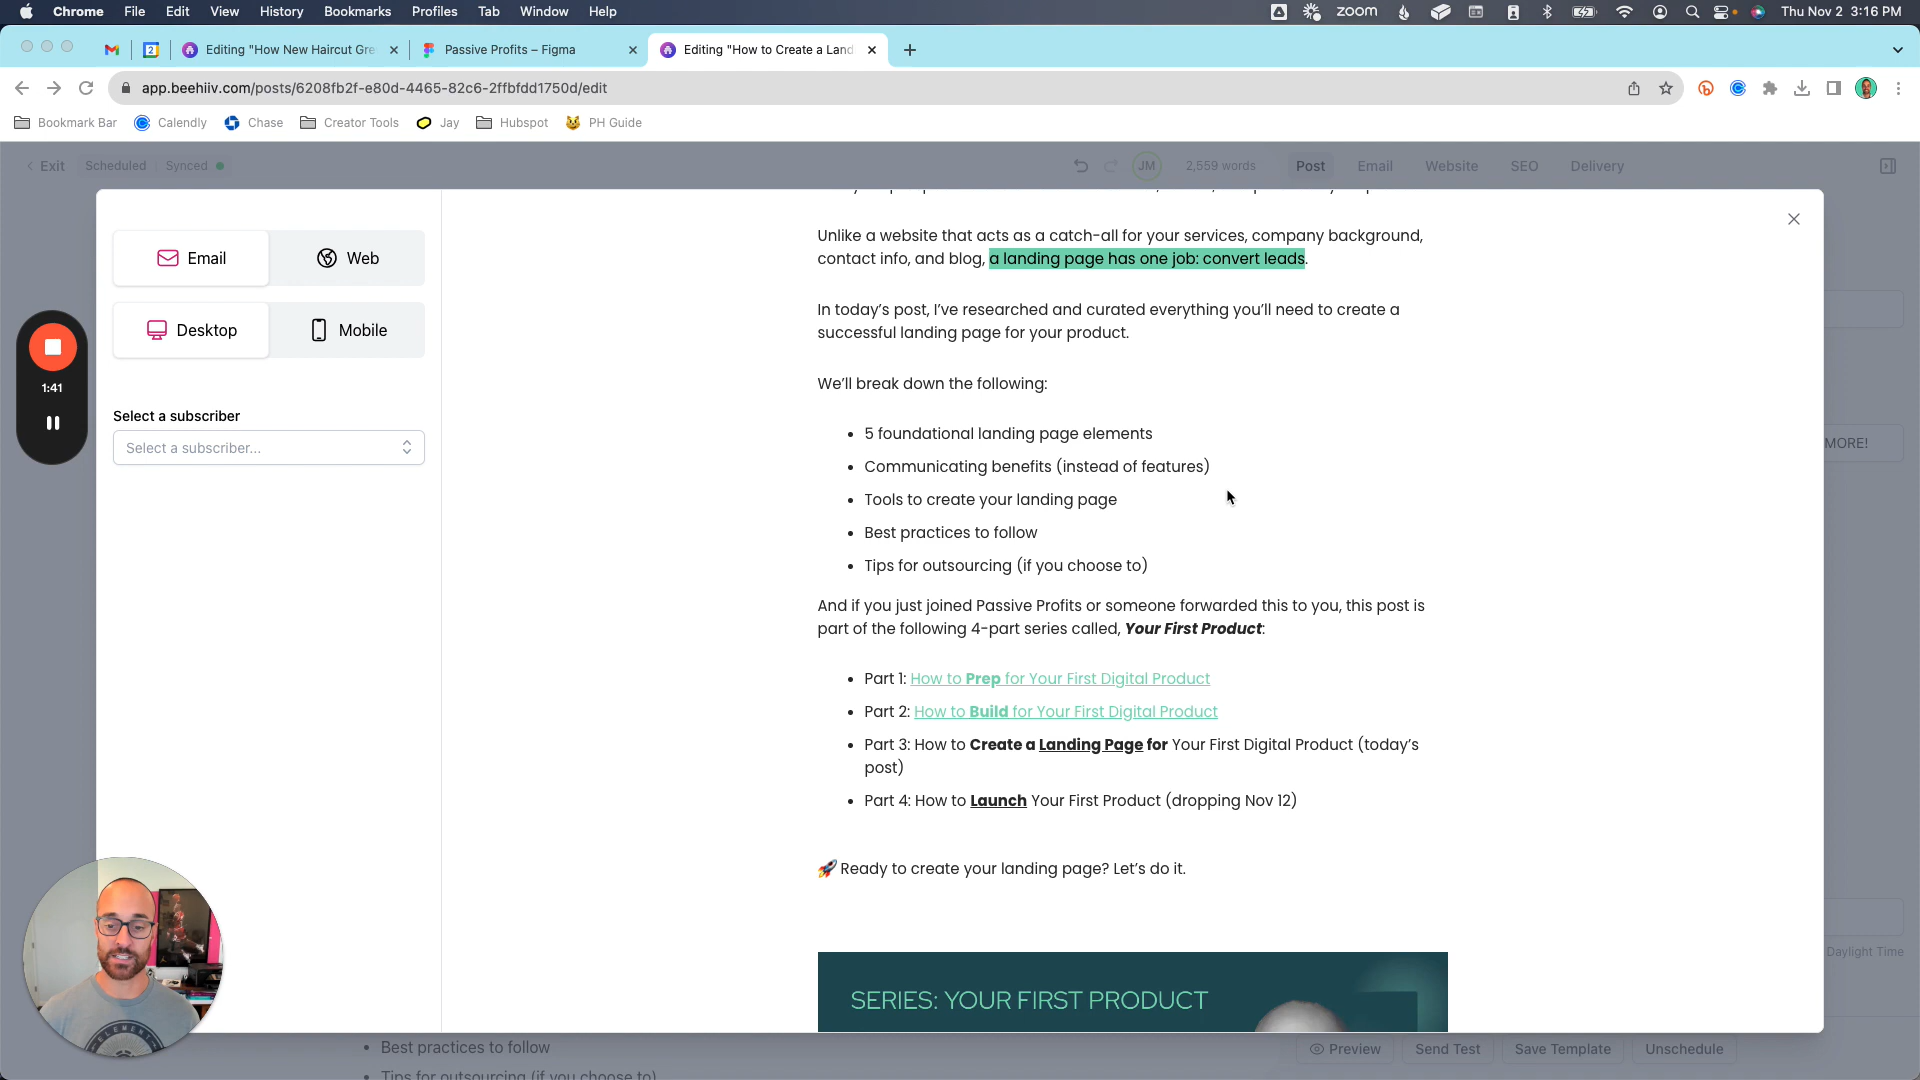 Chrome File Edit View History Bookmarks Profiles Tab Window Help zoom Thu Nov 2 3:16 PM
2 Editing "How New Haircut Gre Passive Profits – Figma Editing "How to Create a Land
app.beehiiv.com/posts/6208fb2f-e80d-4465-82c6-2ffbfdd1750d/edit
Bookmark Bar Calendly Chase Creator Tools Jay Hubspot PH Guide
Exit Scheduled Synced JM 2,559 words Post Email Website SEO Delivery
Email Web
Desktop Mobile
1:41
Select a subscriber
Select a subscriber...
Unlike a website that acts as a catch-all for your services, company background,
contact info, and blog, a landing page has one job: convert leads.
In today's post, I've researched and curated everything you'll need to create a
successful landing page for your product.
We'll break down the following:
• 5 foundational landing page elements
• Communicating benefits (instead of features)
• Tools to create your landing page
• Best practices to follow
• Tips for outsourcing (if you choose to)
And if you just joined Passive Profits or someone forwarded this to you, this post is
part of the following 4-part series called, Your First Product:
• Part 1: How to Prep for Your First Digital Product
• Part 2: How to Build for Your First Digital Product
• Part 3: How to Create a Landing Page for Your First Digital Product (today's
post)
• Part 4: How to Launch Your First Product (dropping Nov 12)
🚀 Ready to create your landing page? Let's do it.
SERIES: YOUR FIRST PRODUCT
MORE!
Daylight Time
ELEMENT
• Best practices to follow
• Tips for outsourcing (if you choose to)
Preview Send Test Save Template Unschedule